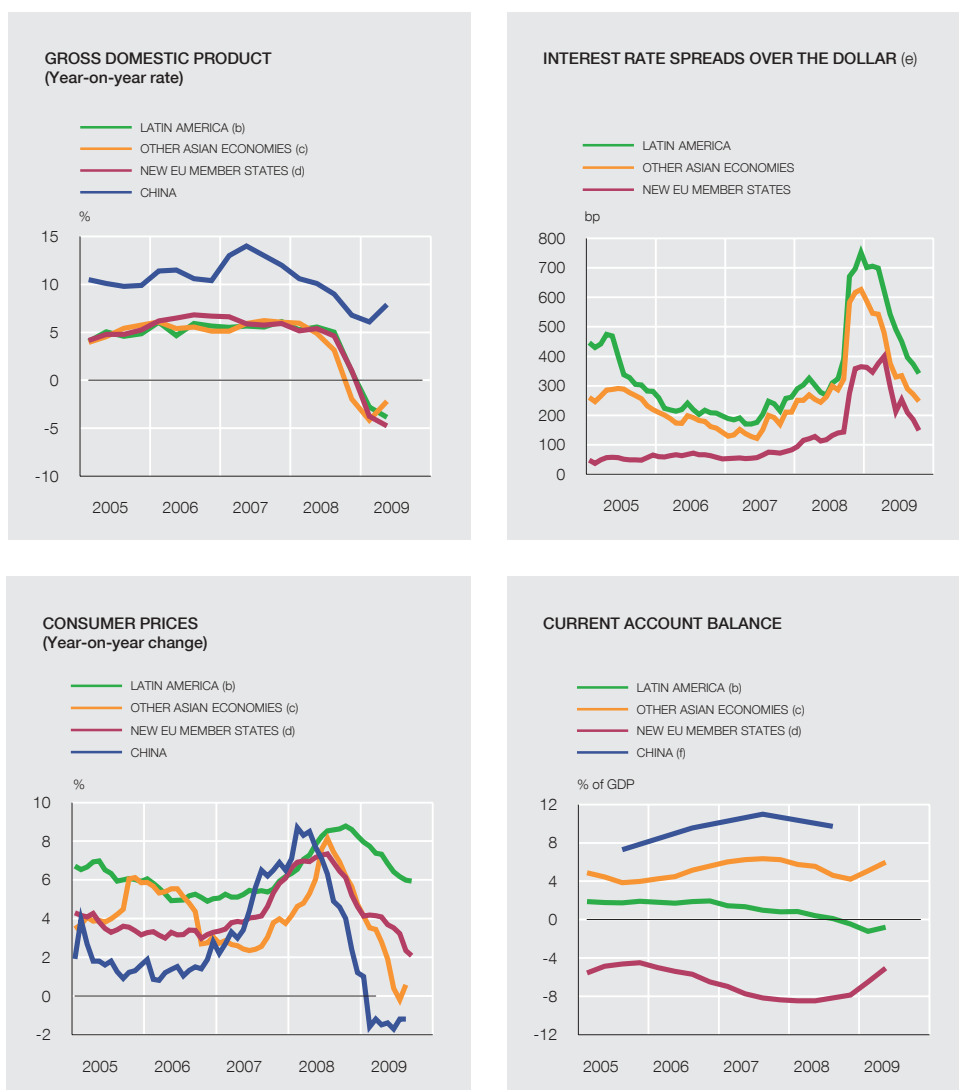 GROSS DOMESTIC PRODUCT
(Year-on-year rate)
LATIN AMERICA (b)
OTHER ASIAN ECONOMIES (c)
NEW EU MEMBER STATES (d)
CHINA
%
15
10
5
0
-5
-10
2005 2006 2007 2008 2009
INTEREST RATE SPREADS OVER THE DOLLAR (e)
LATIN AMERICA
OTHER ASIAN ECONOMIES
NEW EU MEMBER STATES
bp
800
700
600
500
400
300
200
100
0
2005 2006 2007 2008 2009
CONSUMER PRICES
(Year-on-year change)
LATIN AMERICA (b)
OTHER ASIAN ECONOMIES (c)
NEW EU MEMBER STATES (d)
CHINA
%
10
8
6
4
2
0
-2
2005 2006 2007 2008 2009
CURRENT ACCOUNT BALANCE
LATIN AMERICA (b)
OTHER ASIAN ECONOMIES (c)
NEW EU MEMBER STATES (d)
CHINA (f)
% of GDP
12
8
4
0
-4
-8
-12
2005 2006 2007 2008 2009